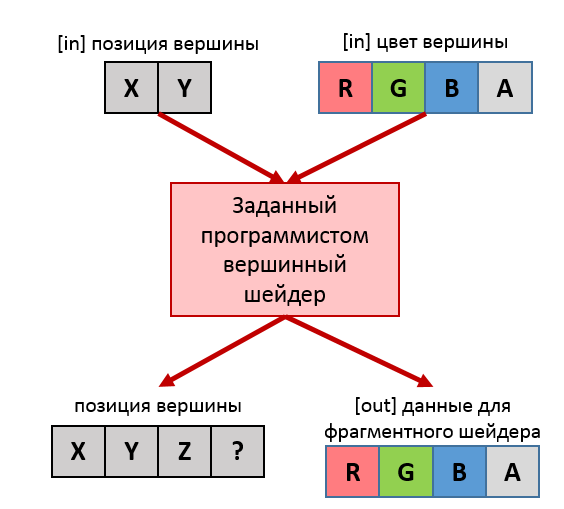 [in] позиция вершины
X Y
[in] цвет вершины
R G B A
Заданный
программистом
вершинный
шейдер
позиция вершины
X Y Z ?
[out] данные для
фрагментного шейдера
R G B A